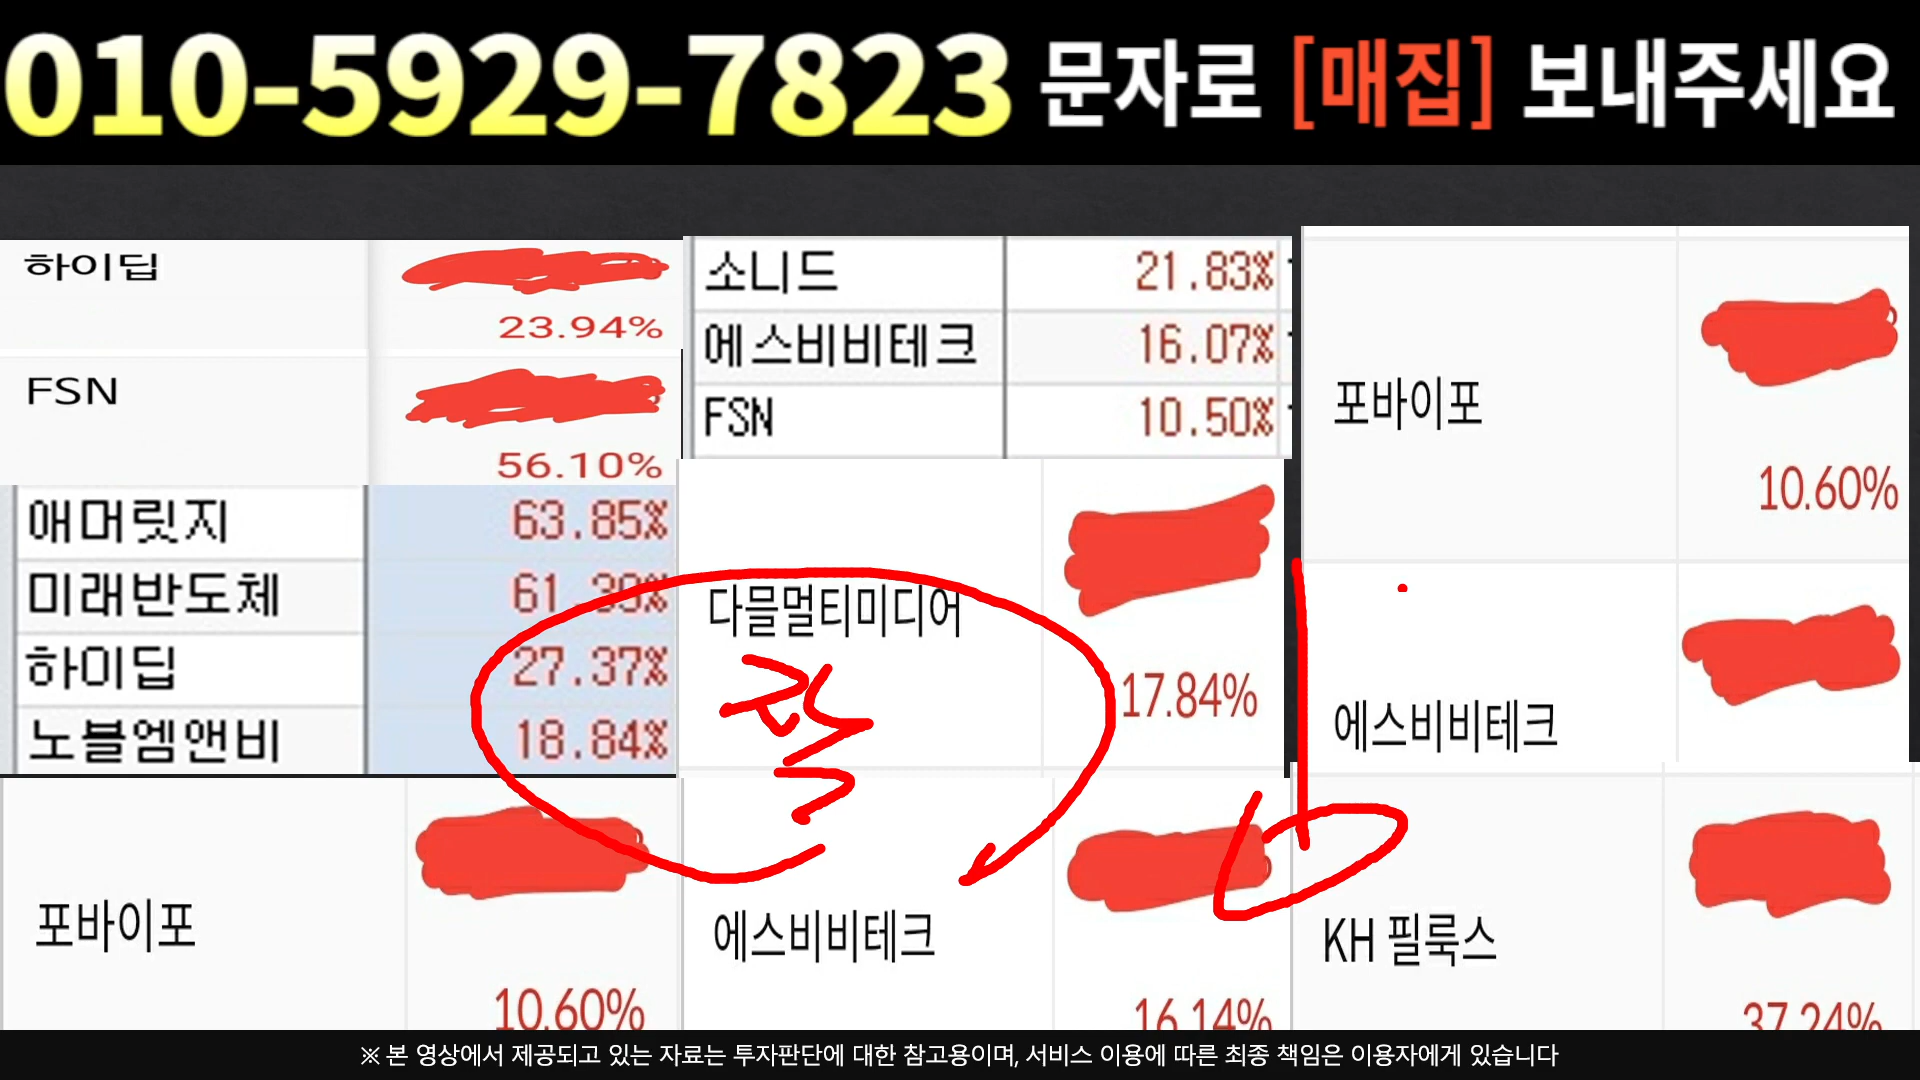 010-5929-7823 문자로 [매집] 보내주세요
하이딥
23.94%
FSN
56.10%
애머릿지 63.85%
미래반도체 61.39%
하이딥 27.37%
노블엠앤비 18.84%
소니드 21.83%
에스비비테크 16.07%
FSN 10.50%
다믈멀티미디어
17.84%
포바이포
10.60%
에스비비테크
포바이포
10.60%
에스비비테크
16.14%
KH 필룩스
37.24%
※ 본 영상에서 제공되고 있는 자료는 투자판단에 대한 참고용이며, 서비스 이용에 따른 최종 책임은 이용자에게 있습니다